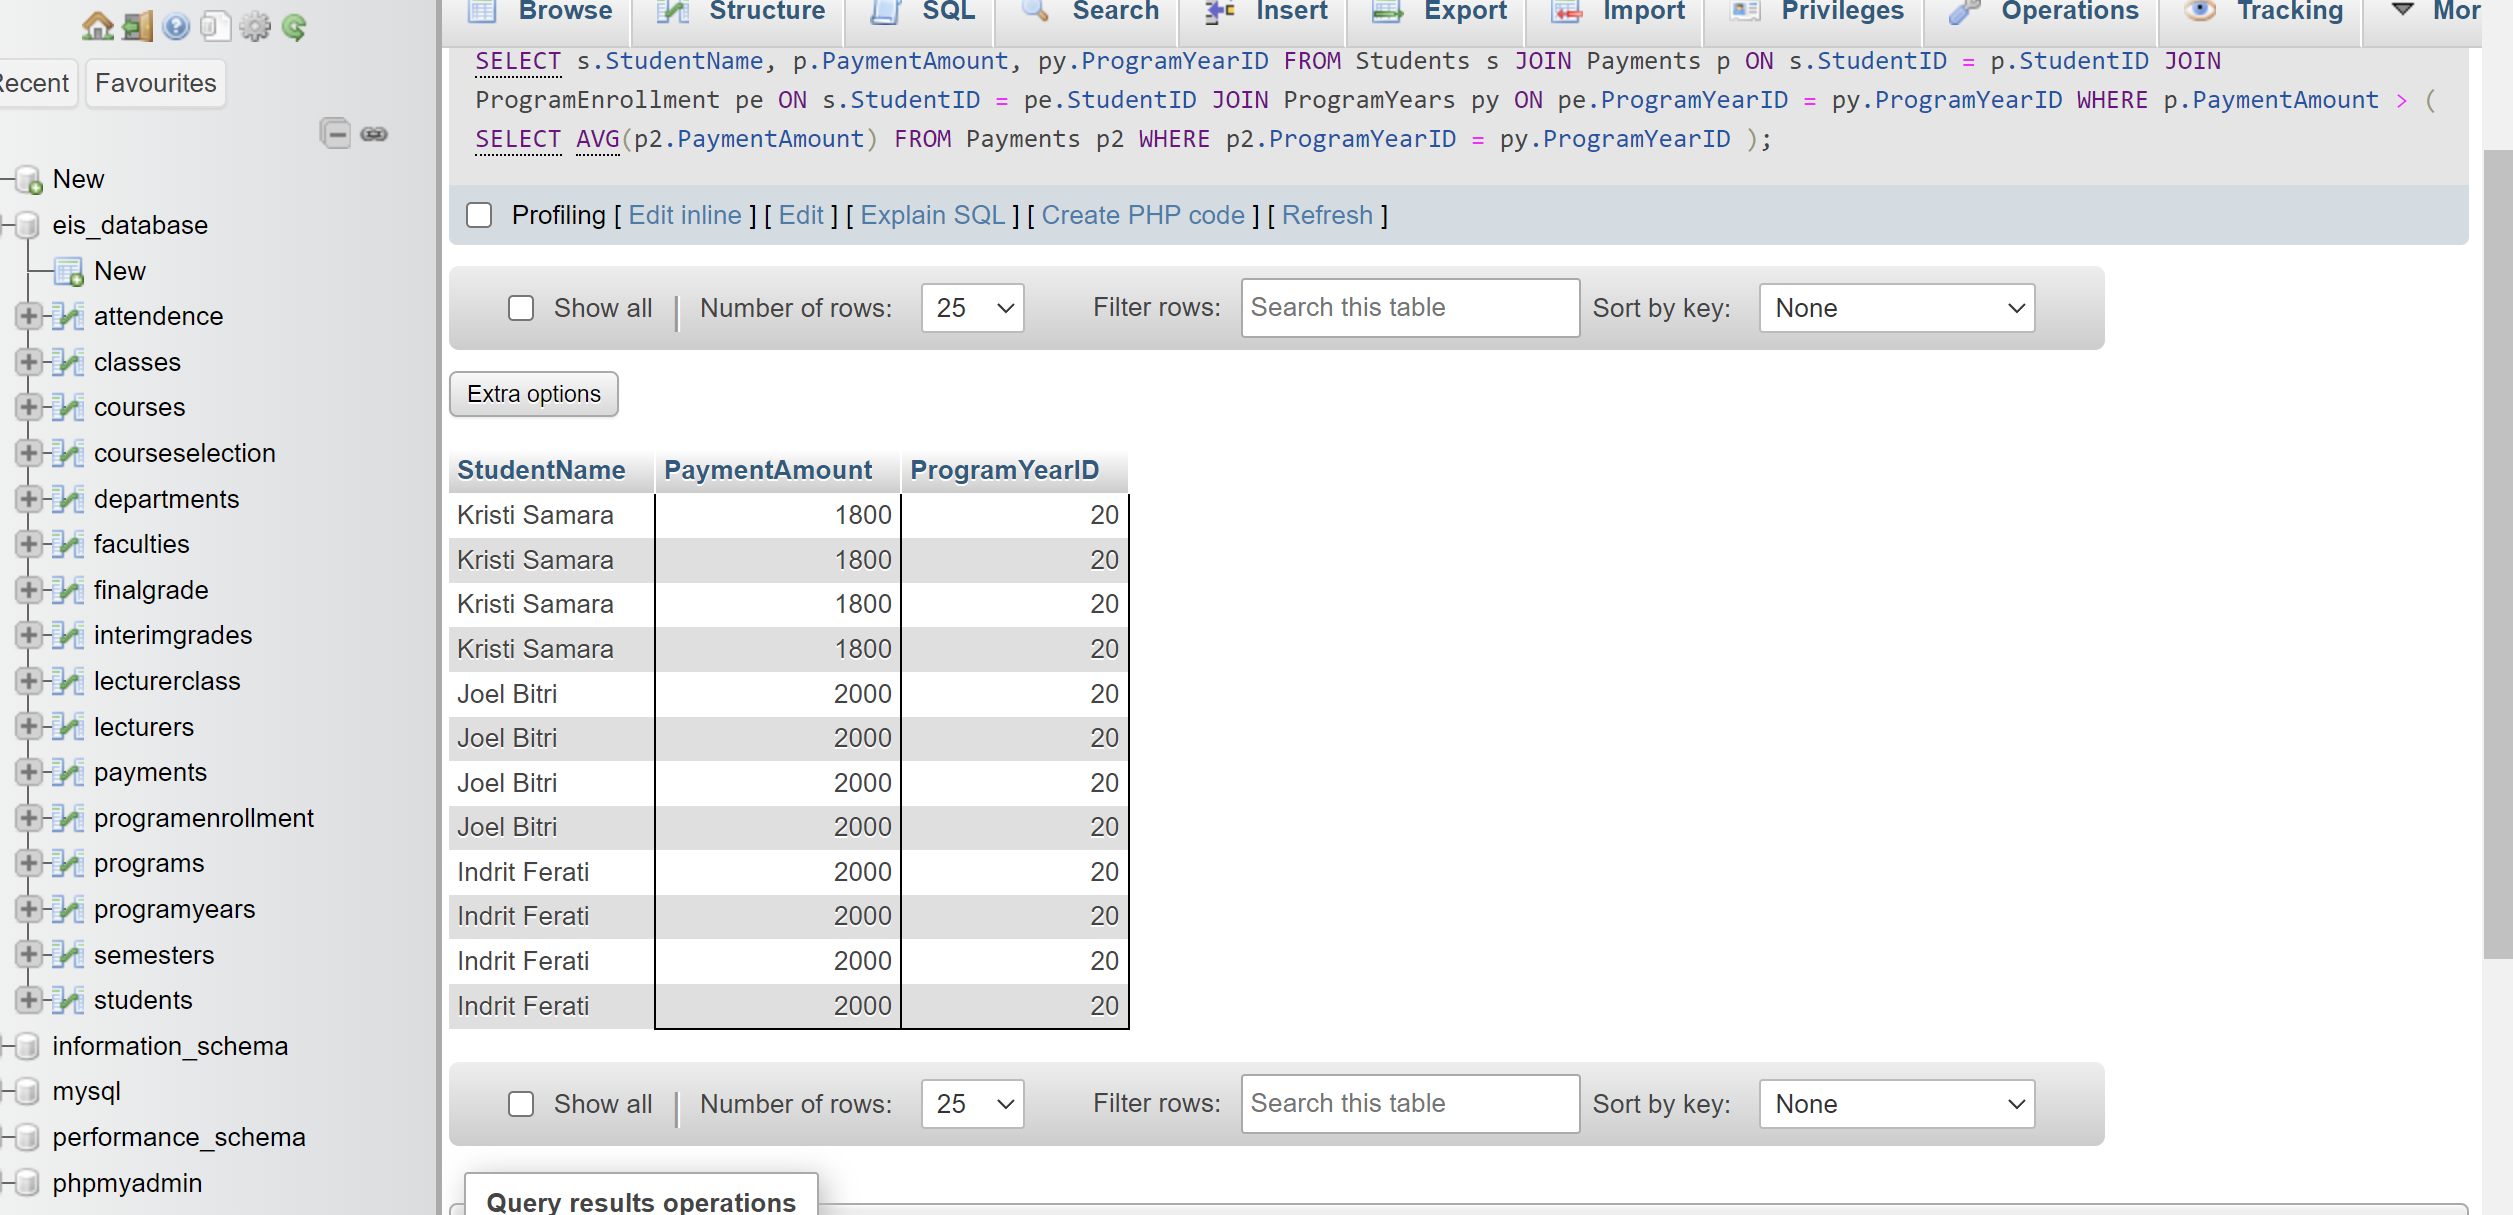 Browse Structure SQL Search Insert Export Import Privileges Operations Tracking Mor
SELECT s.StudentName, p.PaymentAmount, py.ProgramYearID FROM Students s JOIN Payments p ON s.StudentID = p.StudentID JOIN
ProgramEnrollment pe ON s.StudentID = pe.StudentID JOIN ProgramYears py ON pe.ProgramYearID = py.ProgramYearID WHERE p.PaymentAmount > (
SELECT AVG(p2.PaymentAmount) FROM Payments p2 WHERE p2.ProgramYearID = py.ProgramYearID );
Profiling [ Edit inline ] [ Edit ] [ Explain SQL ] [ Create PHP code ] [ Refresh ]
Show all | Number of rows: 25 Filter rows: Search this table Sort by key: None
Extra options
StudentName PaymentAmount ProgramYearID
Kristi Samara 1800 20
Kristi Samara 1800 20
Kristi Samara 1800 20
Kristi Samara 1800 20
Joel Bitri 2000 20
Joel Bitri 2000 20
Joel Bitri 2000 20
Joel Bitri 2000 20
Indrit Ferati 2000 20
Indrit Ferati 2000 20
Indrit Ferati 2000 20
Indrit Ferati 2000 20
Show all | Number of rows: 25 Filter rows: Search this table Sort by key: None
Query results operations
ecent Favourites
New
eis_database
New
attendence
classes
courses
courseselection
departments
faculties
finalgrade
interimgrades
lecturerclass
lecturers
payments
programenrollment
programs
programyears
semesters
students
information_schema
mysql
performance_schema
phpmyadmin